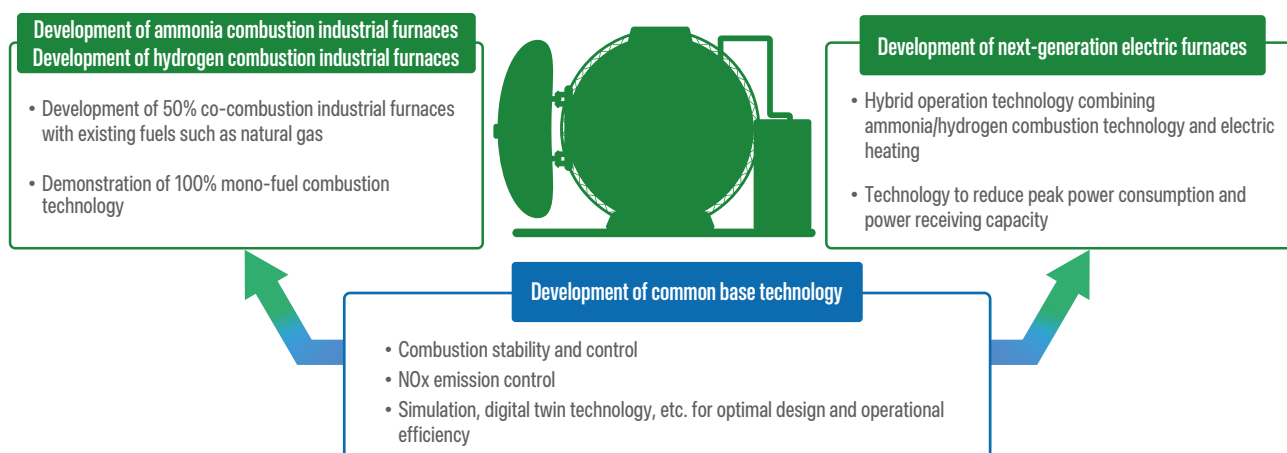 Development of ammonia combustion industrial furnaces
Development of hydrogen combustion industrial furnaces
• Development of 50% co-combustion industrial furnaces
with existing fuels such as natural gas
• Demonstration of 100% mono-fuel combustion
technology
Development of next-generation electric furnaces
• Hybrid operation technology combining
ammonia/hydrogen combustion technology and electric
heating
• Technology to reduce peak power consumption and
power receiving capacity
Development of common base technology
• Combustion stability and control
• NOx emission control
• Simulation, digital twin technology, etc. for optimal design and operational
efficiency